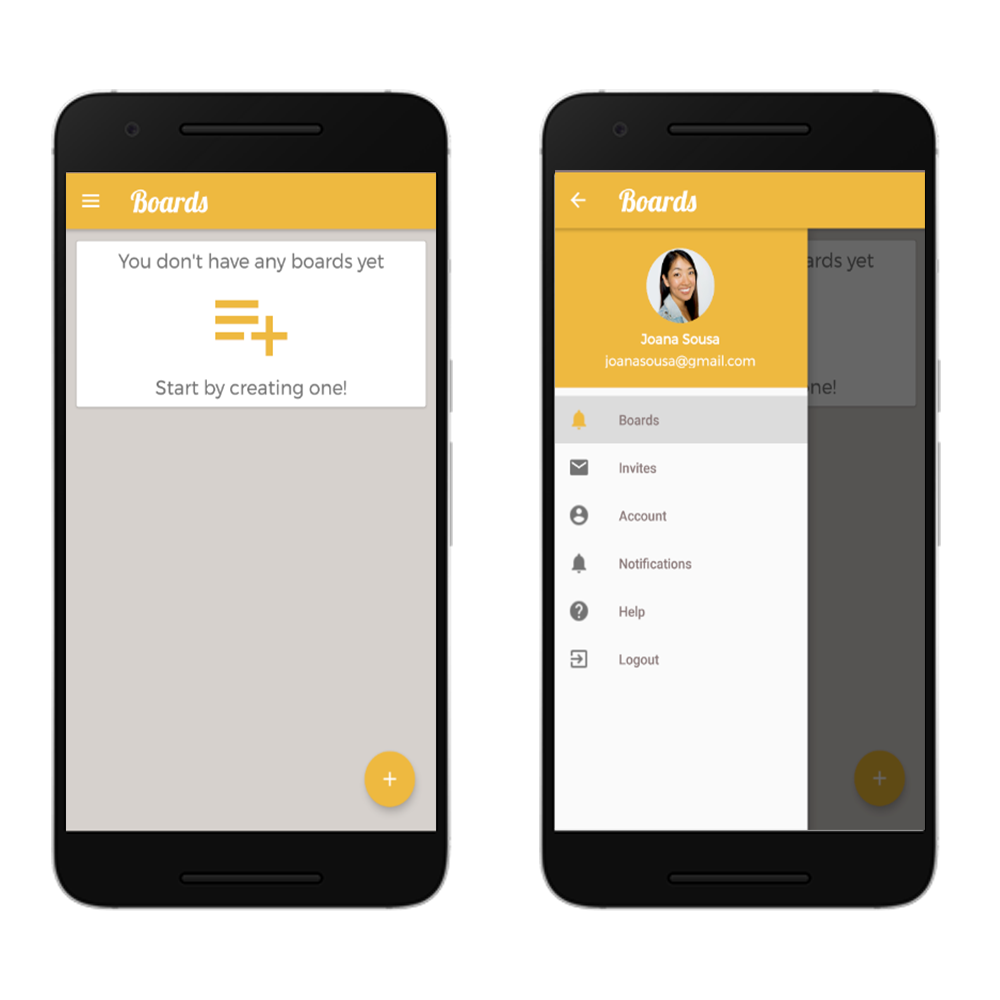 Boards
You don't have any boards yet
Start by creating one!
Boards
ards yet
ne!
Joana Sousa
joanasousa@gmail.com
Boards
Invites
Account
Notifications
Help
Logout